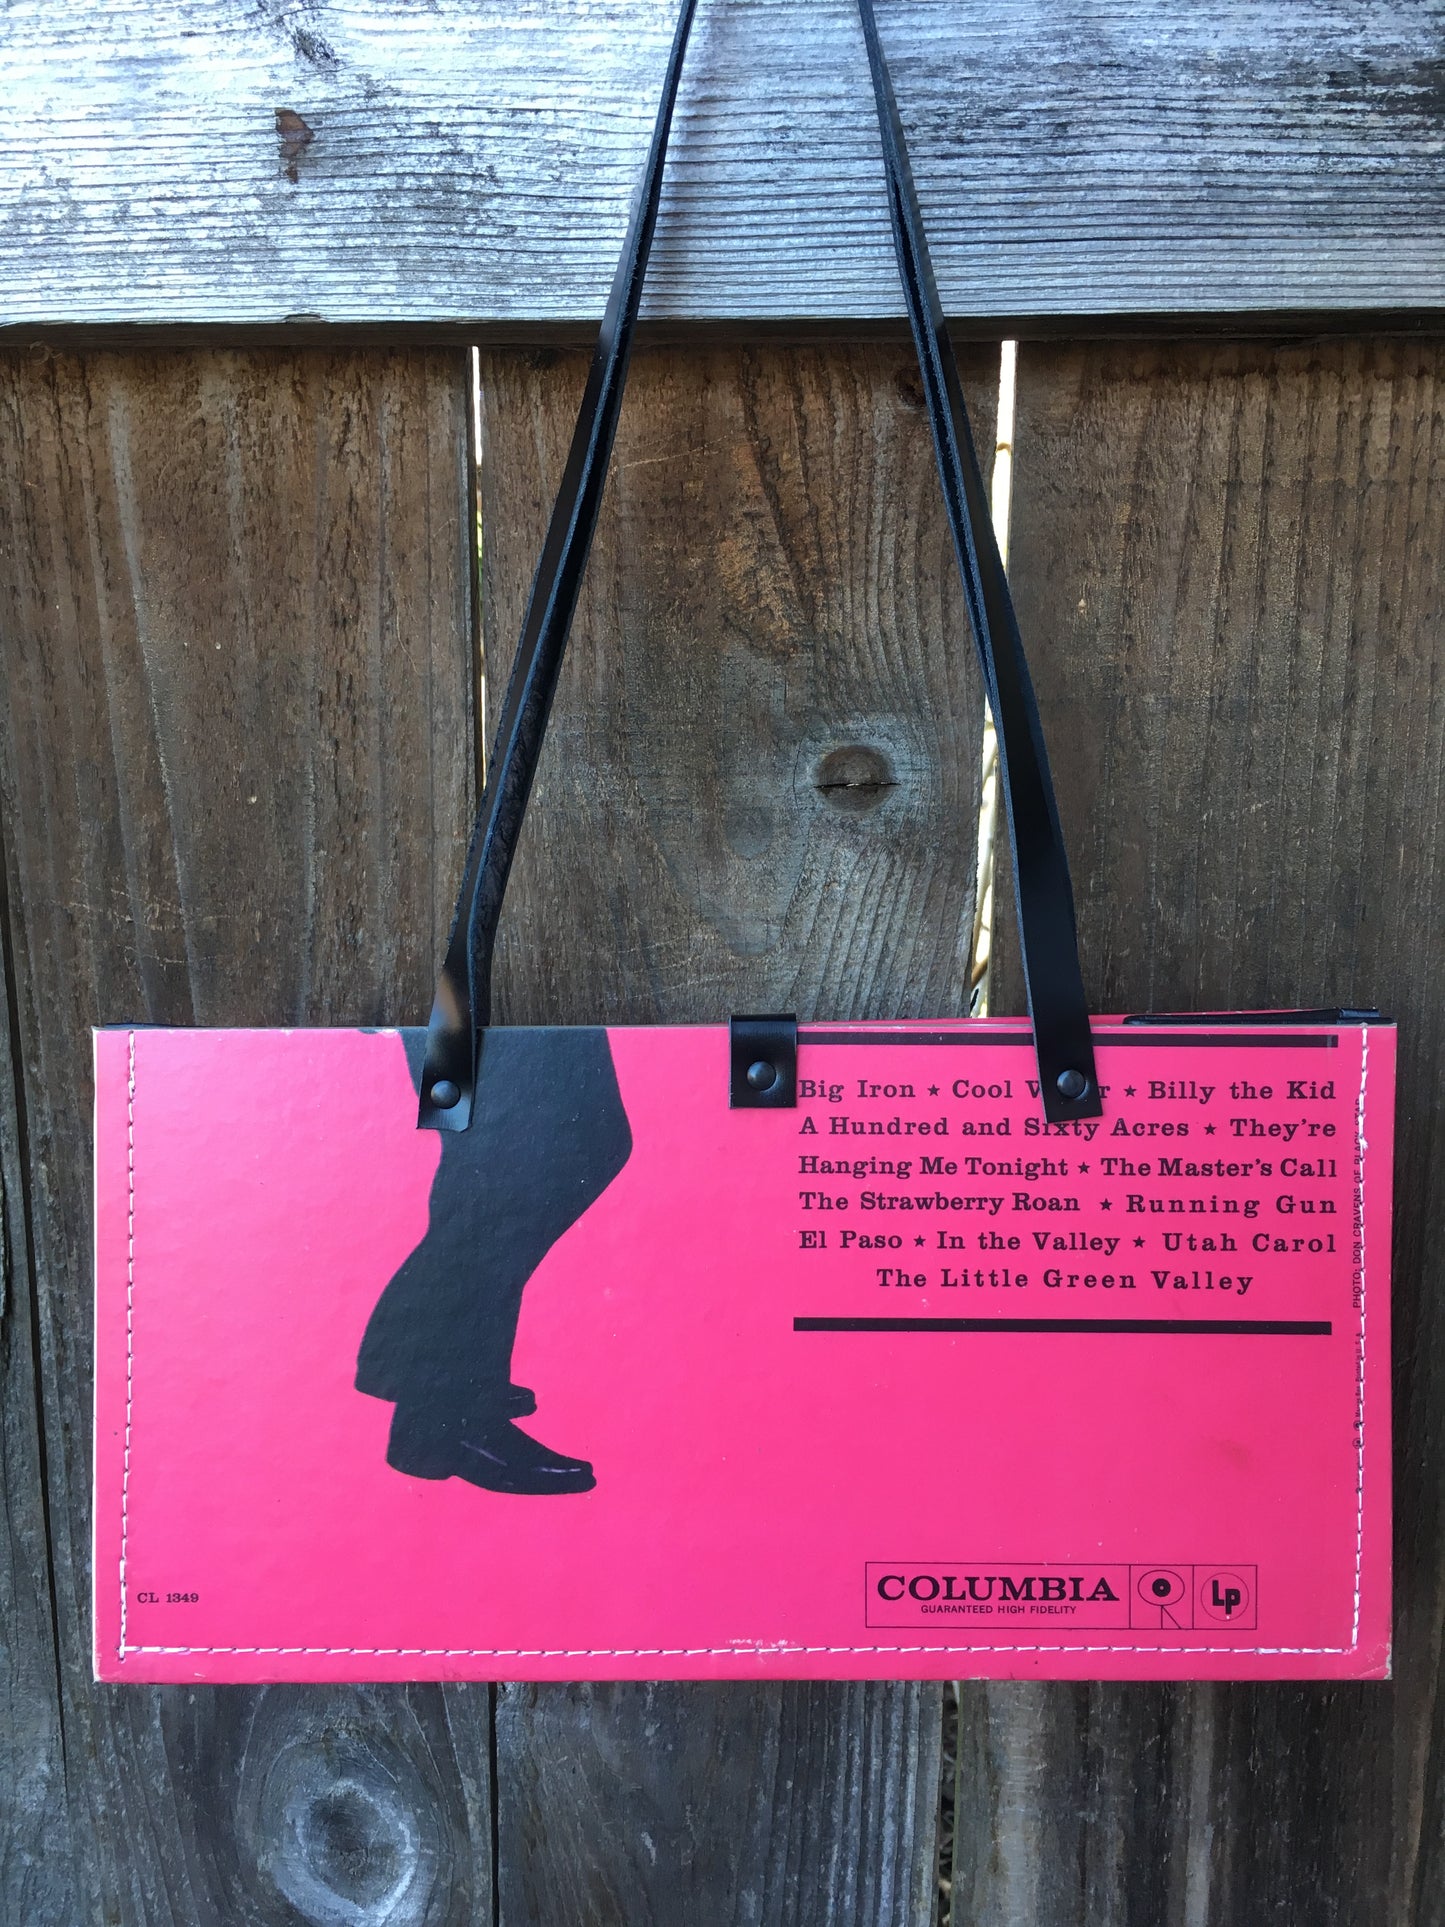 Big Iron ★ Cool W r ★ Billy the Kid
A Hundred and Sixty Acres ★ They're
Hanging Me Tonight ★ The Master's Call
The Strawberry Roan ★ Running Gun
El Paso ★ In the Valley ★ Utah Carol
The Little Green Valley
PHOTO: DON CRAVENS OF BLACK STAR
CL 1349
COLUMBIA
GUARANTEED HIGH FIDELITY
Lp